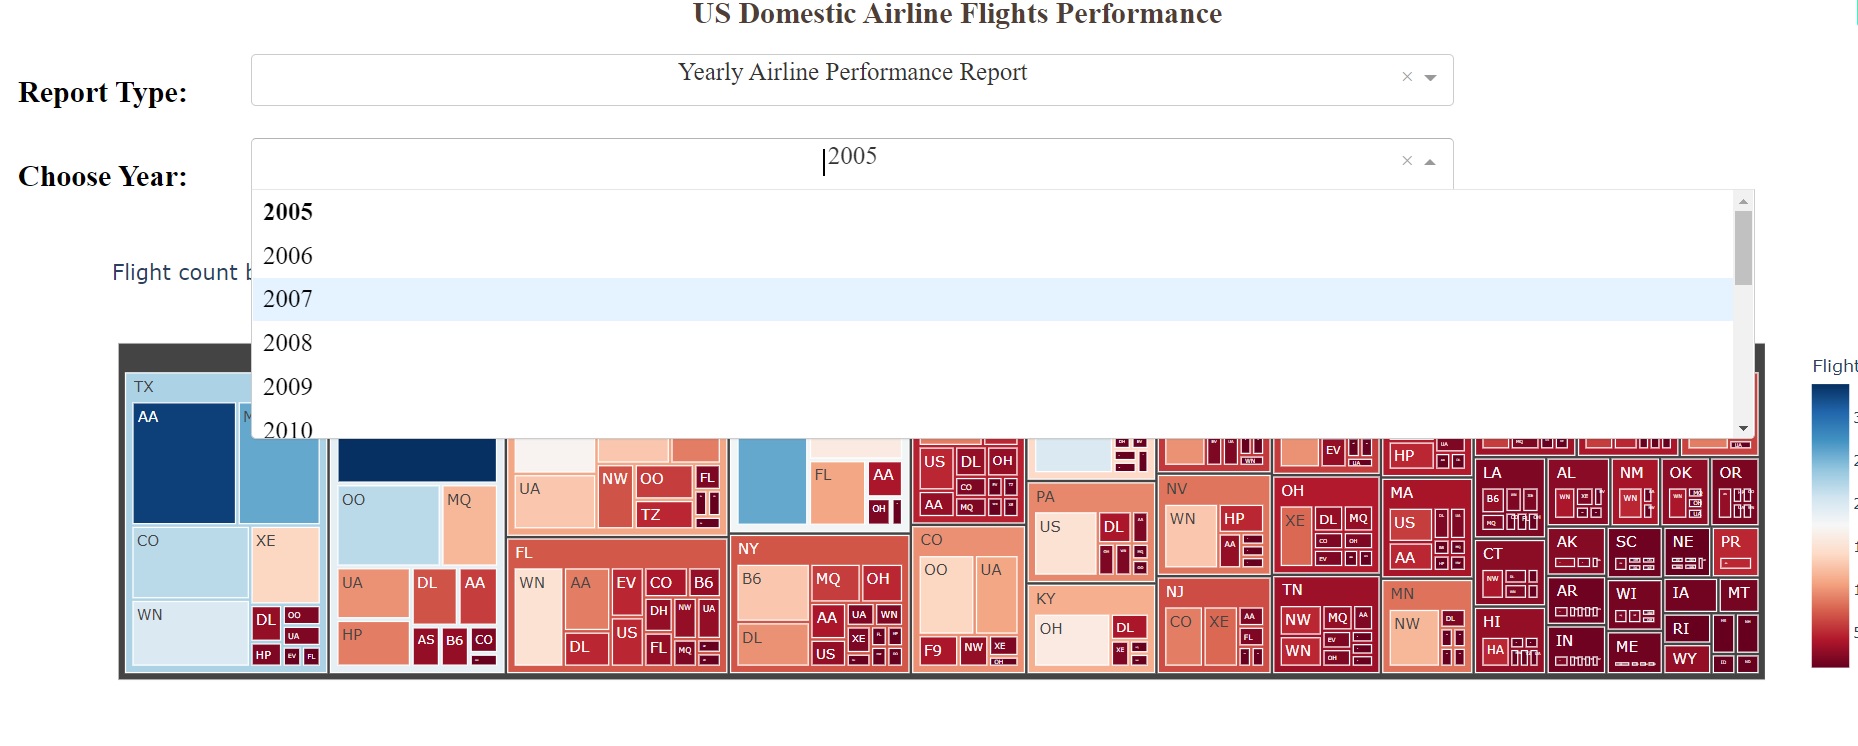 US Domestic Airline Flights Performance
Report Type:
Yearly Airline Performance Report
×
Choose Year:
2005
×
2005
2006
2007
2008
2009
2010
Flight count
Flight
TX
AA
CO
XE
WN
DL
OO
UA
HP
EV
FL
OO
MQ
UA
DL
AA
HP
AS
B6
CO
UA
NW
OO
FL
TZ
FL
WN
AA
EV
CO
B6
DH
NW
UA
DL
US
FL
MQ
FL
AA
OH
NY
B6
MQ
OH
AA
UA
WN
DL
XE
US
US
DL
OH
CO
AA
MQ
CO
OO
UA
F9
NW
XE
OH
PA
US
DL
KY
OH
DL
XE
WN
NV
WN
HP
AA
NJ
CO
XE
AA
FL
EV
UA
OH
XE
DL
MQ
CO
OH
EV
TN
NW
MQ
AA
EV
WN
OH
HP
UA
MA
US
AA
MN
NW
DL
MQ
LA
B6
MQ
CT
NW
HI
HA
AL
WN
XE
NM
WN
OK
WN
OR
AK
SC
NE
PR
AR
WI
IA
MT
IN
ME
RI
WY